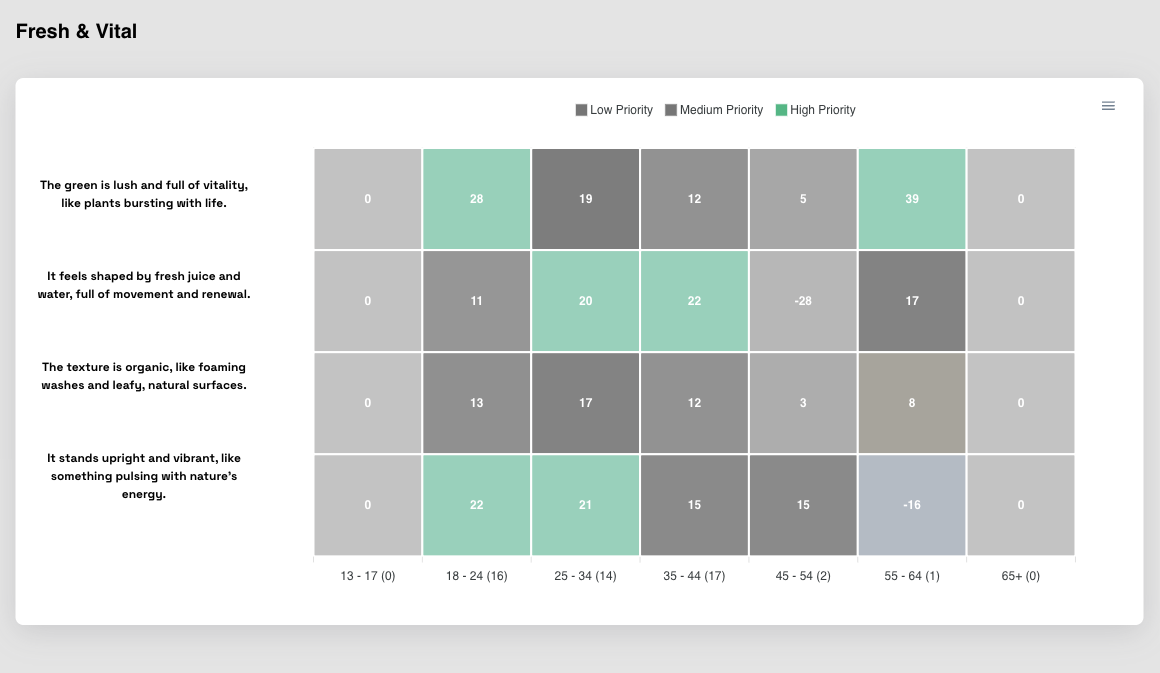 Fresh & Vital
Low Priority Medium Priority High Priority
The green is lush and full of vitality,
like plants bursting with life.
0 28 19 12 5 39 0
It feels shaped by fresh juice and
water, full of movement and renewal.
0 11 20 22 -28 17 0
The texture is organic, like foaming
washes and leafy, natural surfaces.
0 13 17 12 3 8 0
It stands upright and vibrant, like
something pulsing with nature's
energy.
0 22 21 15 15 -16 0
13 - 17 (0) 18 - 24 (16) 25 - 34 (14) 35 - 44 (17) 45 - 54 (2) 55 - 64 (1) 65+ (0)